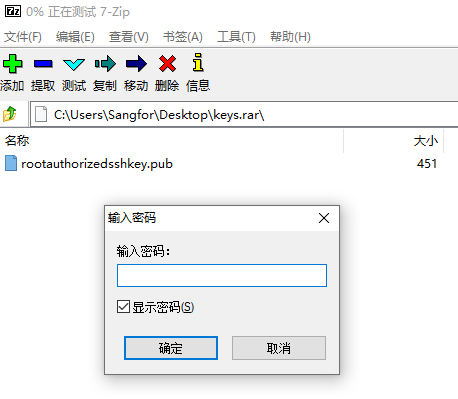 7z 0% 正在测试 7-Zip
文件(F) 编辑(E) 查看(V) 书签(A) 工具(T) 帮助(H)
添加 提取 测试 复制 移动 删除 信息
C:\Users\Sangfor\Desktop\keys.rar\
名称 大小
rootauthorizedsshkey.pub 451
输入密码
输入密码：
显示密码(S)
确定 取消